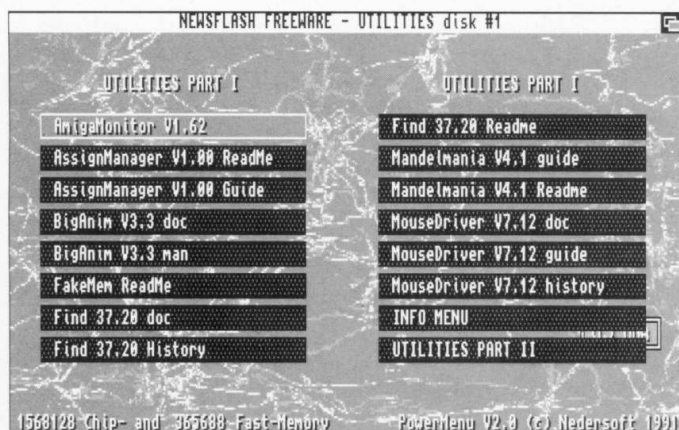 NEWSFLASH FREEWARE - UTILITIES disk #1
UTILITIES PART I
AmigaMonitor V1.62
AssignManager V1.00 ReadMe
AssignManager V1.00 Guide
BigAnim V3.3 doc
BigAnim V3.3 man
FakeMem ReadMe
Find 37.20 doc
Find 37.20 History
UTILITIES PART I
Find 37.20 Readme
Mandelmania V4.1 guide
Mandelmania V4.1 Readme
MouseDriver V7.12 doc
MouseDriver V7.12 guide
MouseDriver V7.12 history
INFO MENU
UTILITIES PART II
1568128 Chip- and 365688 Fast-Memory
PowerMenu V2.0 (c) Nedersoft 1991